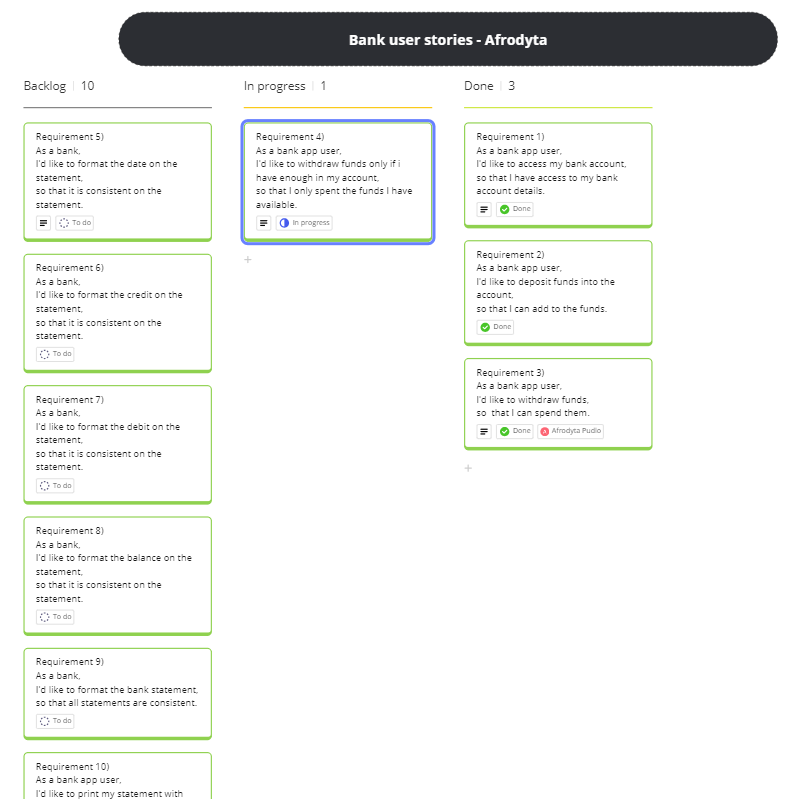 Bank user stories - Afrodyta
Backlog 10
Requirement 5)
As a bank,
I'd like to format the date on the
statement,
so that it is consistent on the
statement.
To do
Requirement 6)
As a bank,
I'd like to format the credit on the
statement,
so that it is consistent on the
statement.
To do
Requirement 7)
As a bank,
I'd like to format the debit on the
statement,
so that it is consistent on the
statement.
To do
Requirement 8)
As a bank,
I'd like to format the balance on the
statement,
so that it is consistent on the
statement.
To do
Requirement 9)
As a bank,
I'd like to format the bank statement,
so that all statements are consistent.
To do
Requirement 10)
As a bank app user,
I'd like to print my statement with
In progress 1
Requirement 4)
As a bank app user,
I'd like to withdraw funds only if i
have enough in my account,
so that I only spent the funds I have
available.
In progress
Done 3
Requirement 1)
As a bank app user,
I'd like to access my bank account,
so that I have access to my bank
account details.
Done
Requirement 2)
As a bank app user,
I'd like to deposit funds into the
account,
so that I can add to the funds.
Done
Requirement 3)
As a bank app user,
I'd like to withdraw funds,
so that I can spend them.
Done Afrodyta Pudlo